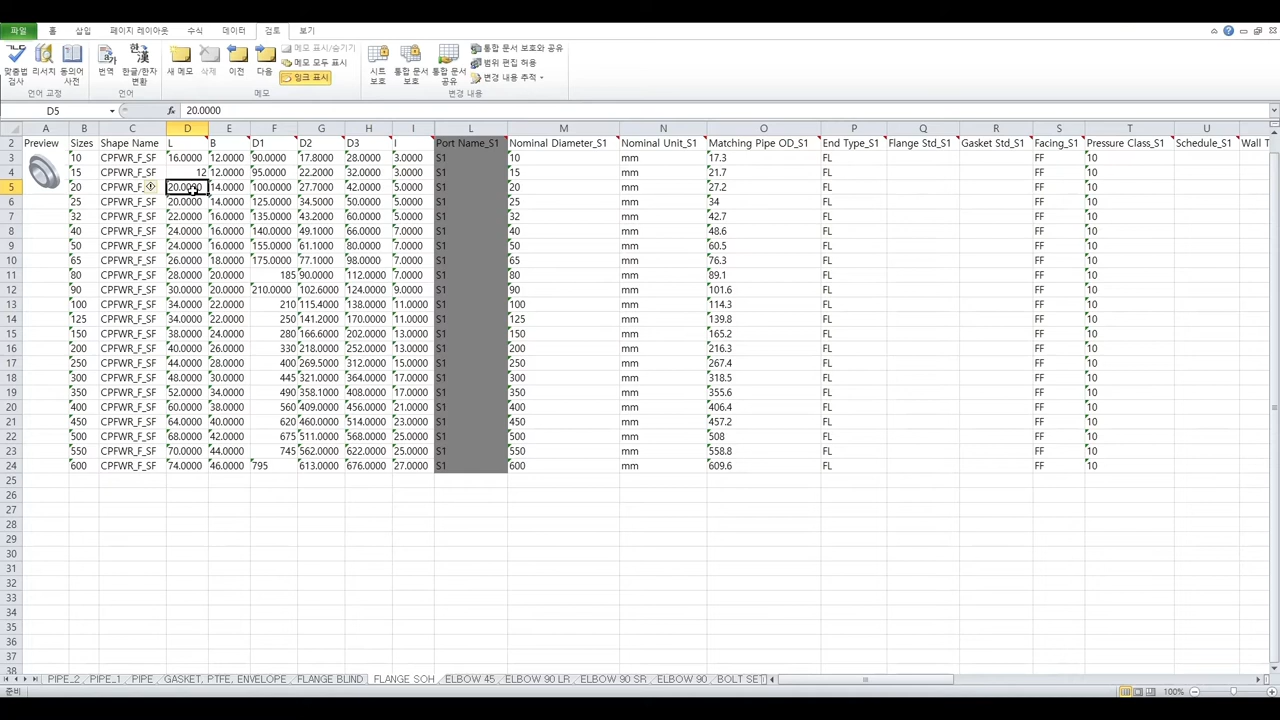 파일 홈 삽입 페이지 레이아웃 수식 데이터 검토 보기
맞춤법 검사 리서치 동의어 사전 번역 한글/한자 변환 새 메모 삭제 이전 다음 시트 보호 통합 문서 보호 통합 문서 공유
메모 표시/숨기기
메모 모두 표시
잉크 표시
통합 문서 보호와 공유
범위 편집 허용
변경 내용 추적
언어 교정 언어 메모 변경 내용
D5 fx 20.0000
A B C D E F G H I L M N O P Q R S T U
2 Preview Sizes Shape Name L B D1 D2 D3 I Port Name_S1 Nominal Diameter_S1 Nominal Unit_S1 Matching Pipe OD_S1 End Type_S1 Flange Std_S1 Gasket Std_S1 Facing_S1 Pressure Class_S1 Schedule_S1 Wall T
3 10 CPFWR_F_SF 16.0000 12.0000 90.0000 17.8000 28.0000 3.0000 S1 10 mm 17.3 FL FF 10
4 15 CPFWR_F_SF 12 12.0000 95.0000 22.2000 32.0000 3.0000 S1 15 mm 21.7 FL FF 10
5 20 CPFWR_F_ 20.0000 14.0000 100.0000 27.7000 42.0000 5.0000 S1 20 mm 27.2 FL FF 10
6 25 CPFWR_F_SF 20.0000 14.0000 125.0000 34.5000 50.0000 5.0000 S1 25 mm 34 FL FF 10
7 32 CPFWR_F_SF 22.0000 16.0000 135.0000 43.2000 60.0000 5.0000 S1 32 mm 42.7 FL FF 10
8 40 CPFWR_F_SF 24.0000 16.0000 140.0000 49.1000 66.0000 7.0000 S1 40 mm 48.6 FL FF 10
9 50 CPFWR_F_SF 24.0000 16.0000 155.0000 61.1000 80.0000 7.0000 S1 50 mm 60.5 FL FF 10
10 65 CPFWR_F_SF 26.0000 18.0000 175.0000 77.1000 98.0000 7.0000 S1 65 mm 76.3 FL FF 10
11 80 CPFWR_F_SF 28.0000 20.0000 185 90.0000 112.0000 7.0000 S1 80 mm 89.1 FL FF 10
12 90 CPFWR_F_SF 30.0000 20.0000 210.0000 102.6000 124.0000 9.0000 S1 90 mm 101.6 FL FF 10
13 100 CPFWR_F_SF 34.0000 22.0000 210 115.4000 138.0000 11.0000 S1 100 mm 114.3 FL FF 10
14 125 CPFWR_F_SF 34.0000 22.0000 250 141.2000 170.0000 11.0000 S1 125 mm 139.8 FL FF 10
15 150 CPFWR_F_SF 38.0000 24.0000 280 166.6000 202.0000 13.0000 S1 150 mm 165.2 FL FF 10
16 200 CPFWR_F_SF 40.0000 26.0000 330 218.0000 252.0000 13.0000 S1 200 mm 216.3 FL FF 10
17 250 CPFWR_F_SF 44.0000 28.0000 400 269.5000 312.0000 15.0000 S1 250 mm 267.4 FL FF 10
18 300 CPFWR_F_SF 48.0000 30.0000 445 321.0000 364.0000 17.0000 S1 300 mm 318.5 FL FF 10
19 350 CPFWR_F_SF 52.0000 34.0000 490 358.1000 408.0000 17.0000 S1 350 mm 355.6 FL FF 10
20 400 CPFWR_F_SF 60.0000 38.0000 560 409.0000 456.0000 21.0000 S1 400 mm 406.4 FL FF 10
21 450 CPFWR_F_SF 64.0000 40.0000 620 460.0000 514.0000 23.0000 S1 450 mm 457.2 FL FF 10
22 500 CPFWR_F_SF 68.0000 42.0000 675 511.0000 568.0000 25.0000 S1 500 mm 508 FL FF 10
23 550 CPFWR_F_SF 70.0000 44.0000 745 562.0000 622.0000 25.0000 S1 550 mm 558.8 FL FF 10
24 600 CPFWR_F_SF 74.0000 46.0000 795 613.0000 676.0000 27.0000 S1 600 mm 609.6 FL FF 10
25
26
27
28
29
30
31
32
33
34
35
36
37
38
PIPE_2 PIPE_1 PIPE GASKET, PTFE, ENVELOPE FLANGE BLIND FLANGE SOH ELBOW 45 ELBOW 90 LR ELBOW 90 SR ELBOW 90 BOLT SET
준비 100%